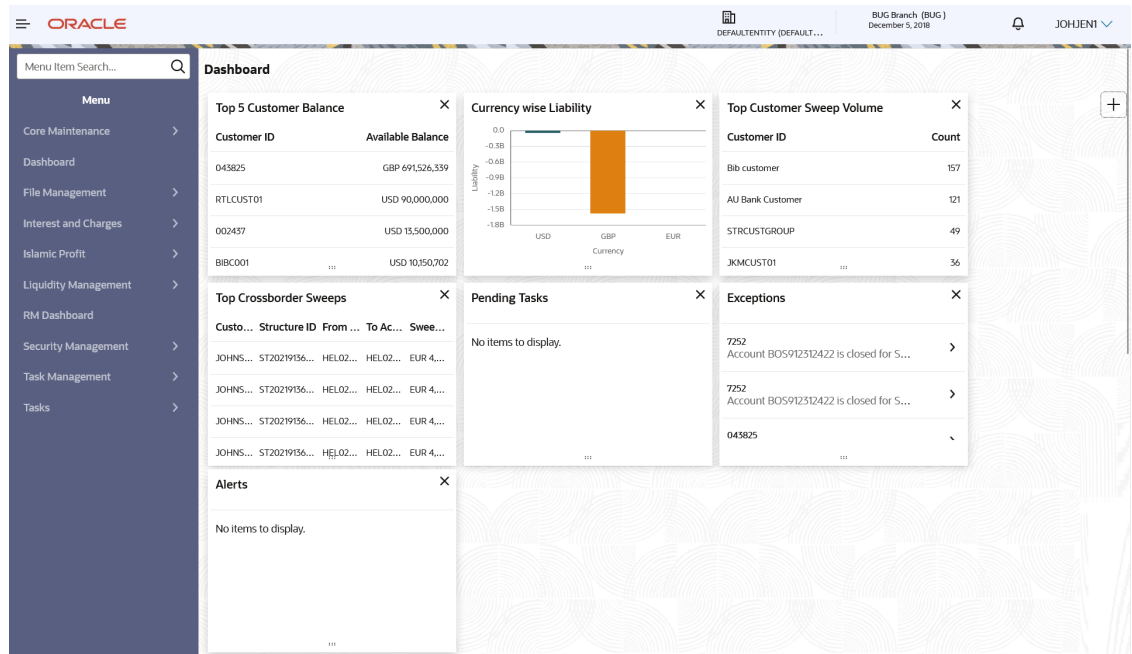 ORACLE
DEFAULTENTITY (DEFAULT...
BUG Branch (BUG )
December 5, 2018
JOHJEN1
Menu Item Search...
Menu
Core Maintenance
Dashboard
File Management
Interest and Charges
Islamic Profit
Liquidity Management
RM Dashboard
Security Management
Task Management
Tasks
Dashboard
Top 5 Customer Balance
Customer ID Available Balance
043825 GBP 691,526,339
RTLCUST01 USD 90,000,000
002437 USD 13,500,000
BIBC001 USD 10,150,702
Currency wise Liability
0.0
-0.3B
-0.6B
-0.9B
-1.2B
-1.5B
-1.8B
Liability
USD GBP EUR
Currency
Top Customer Sweep Volume
Customer ID Count
Bib customer 157
AU Bank Customer 121
STRCUSTGROUP 49
JKMCUST01 36
Top Crossborder Sweeps
Custo... Structure ID From ... To Ac... Swee...
JOHNS... ST20219136... HEL02... HEL02... EUR 4,...
JOHNS... ST20219136... HEL02... HEL02... EUR 4,...
JOHNS... ST20219136... HEL02... HEL02... EUR 4,...
JOHNS... ST20219136... HEL02... HEL02... EUR 4,...
Pending Tasks
No items to display.
Exceptions
7252
Account BOS912312422 is closed for S...
7252
Account BOS912312422 is closed for S...
043825
Alerts
No items to display.